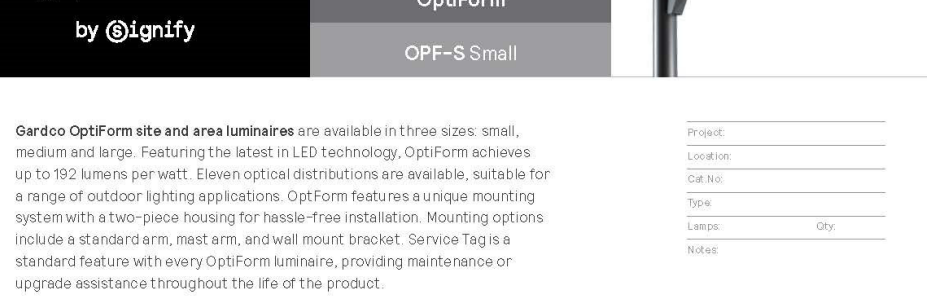 OptiForm
by Signify
OPF-S Small
Gardco OptiForm site and area luminaires are available in three sizes: small,
medium and large. Featuring the latest in LED technology, OptiForm achieves
up to 192 lumens per watt. Eleven optical distributions are available, suitable for
a range of outdoor lighting applications. OptForm features a unique mounting
system with a two-piece housing for hassle-free installation. Mounting options
include a standard arm, mast arm, and wall mount bracket. Service Tag is a
standard feature with every OptiForm luminaire, providing maintenance or
upgrade assistance throughout the life of the product.
Project:
Location:
Cat.No:
Type:
Lamps: Qty:
Notes: